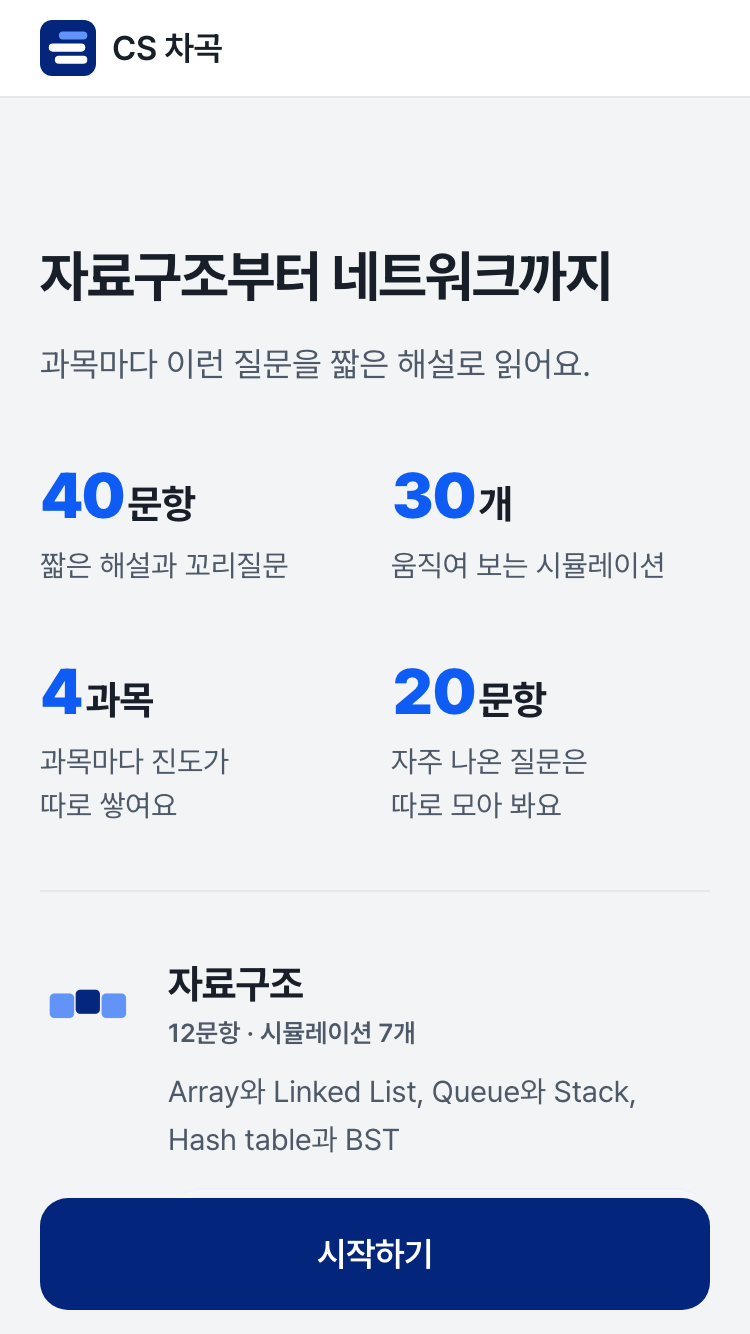 CS 차곡
자료구조부터 네트워크까지
과목마다 이런 질문을 짧은 해설로 읽어요.
40문항
짧은 해설과 꼬리질문
30개
움직여 보는 시뮬레이션
4과목
과목마다 진도가
따로 쌓여요
20문항
자주 나온 질문은
따로 모아 봐요
자료구조
12문항 · 시뮬레이션 7개
Array와 Linked List, Queue와 Stack,
Hash table과 BST
시작하기